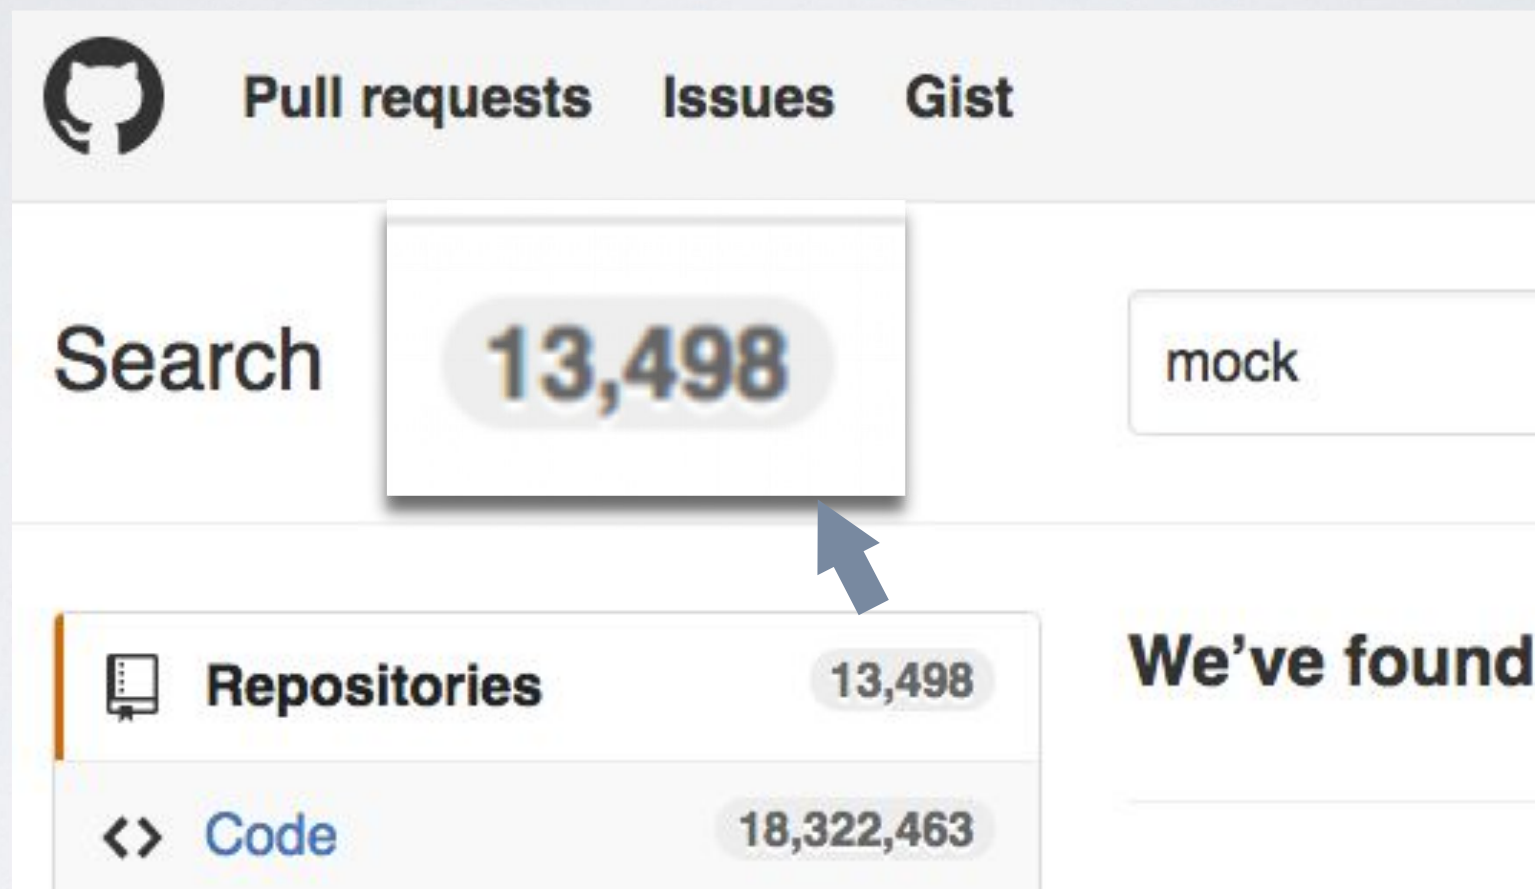 Pull requests Issues Gist
Search 13,498 mock
Repositories 13,498
We've found
Code 18,322,463